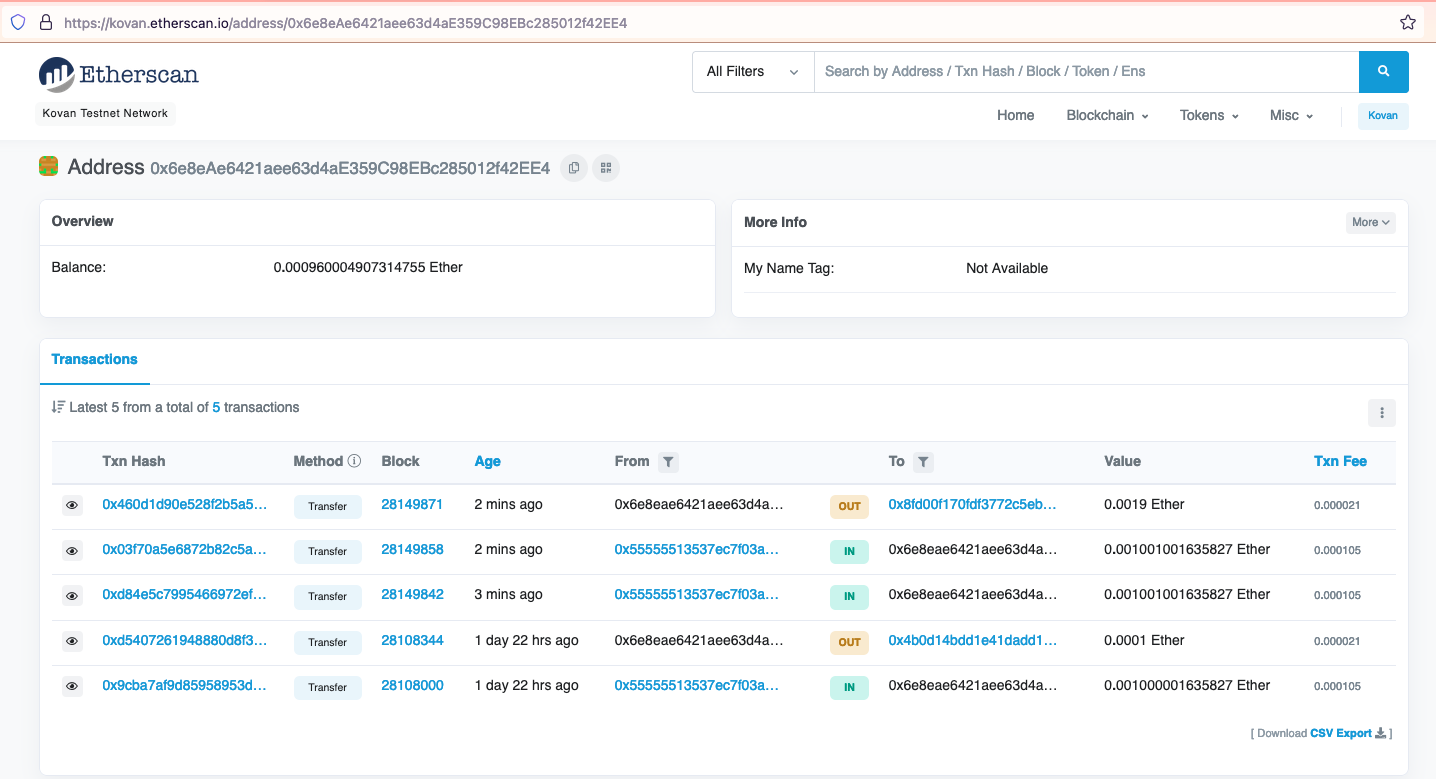 https://kovan.etherscan.io/address/0x6e8eAe6421aee63d4aE359C98EBc285012f42EE4
Etherscan
All Filters Search by Address / Txn Hash / Block / Token / Ens
Kovan Testnet Network
Home Blockchain Tokens Misc Kovan
Address 0x6e8eAe6421aee63d4aE359C98EBc285012f42EE4
Overview
Balance: 0.000960004907314755 Ether
More Info More
My Name Tag: Not Available
Transactions
Latest 5 from a total of 5 transactions
Txn Hash Method Block Age From To Value Txn Fee
0x460d1d90e528f2b5a5... Transfer 28149871 2 mins ago 0x6e8eae6421aee63d4a... OUT 0x8fd00f170fdf3772c5eb... 0.0019 Ether 0.000021
0x03f70a5e6872b82c5a... Transfer 28149858 2 mins ago 0x55555513537ec7f03a... IN 0x6e8eae6421aee63d4a... 0.001001001635827 Ether 0.000105
0xd84e5c7995466972ef... Transfer 28149842 3 mins ago 0x55555513537ec7f03a... IN 0x6e8eae6421aee63d4a... 0.001001001635827 Ether 0.000105
0xd5407261948880d8f3... Transfer 28108344 1 day 22 hrs ago 0x6e8eae6421aee63d4a... OUT 0x4b0d14bdd1e41dadd1... 0.0001 Ether 0.000021
0x9cba7af9d85958953d... Transfer 28108000 1 day 22 hrs ago 0x55555513537ec7f03a... IN 0x6e8eae6421aee63d4a... 0.001000001635827 Ether 0.000105
[ Download CSV Export ]